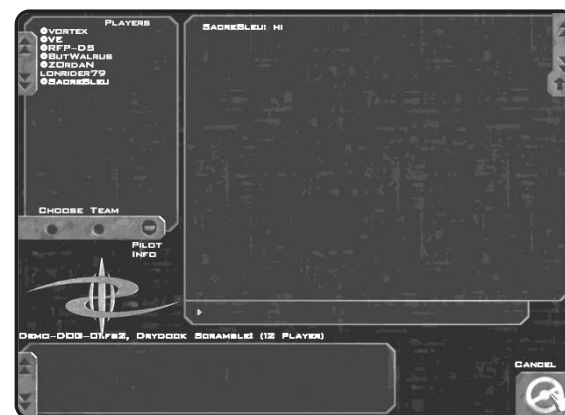 Players
Vortex
VE
RFP-DS
ButWalrus
Zordan
lonrider79
SacreBleu
SacreBleu: Hi
Choose Team
Pilot
Info
Demo-DOG-01.fs2, Drydock Scramble! (12 Player)
Cancel